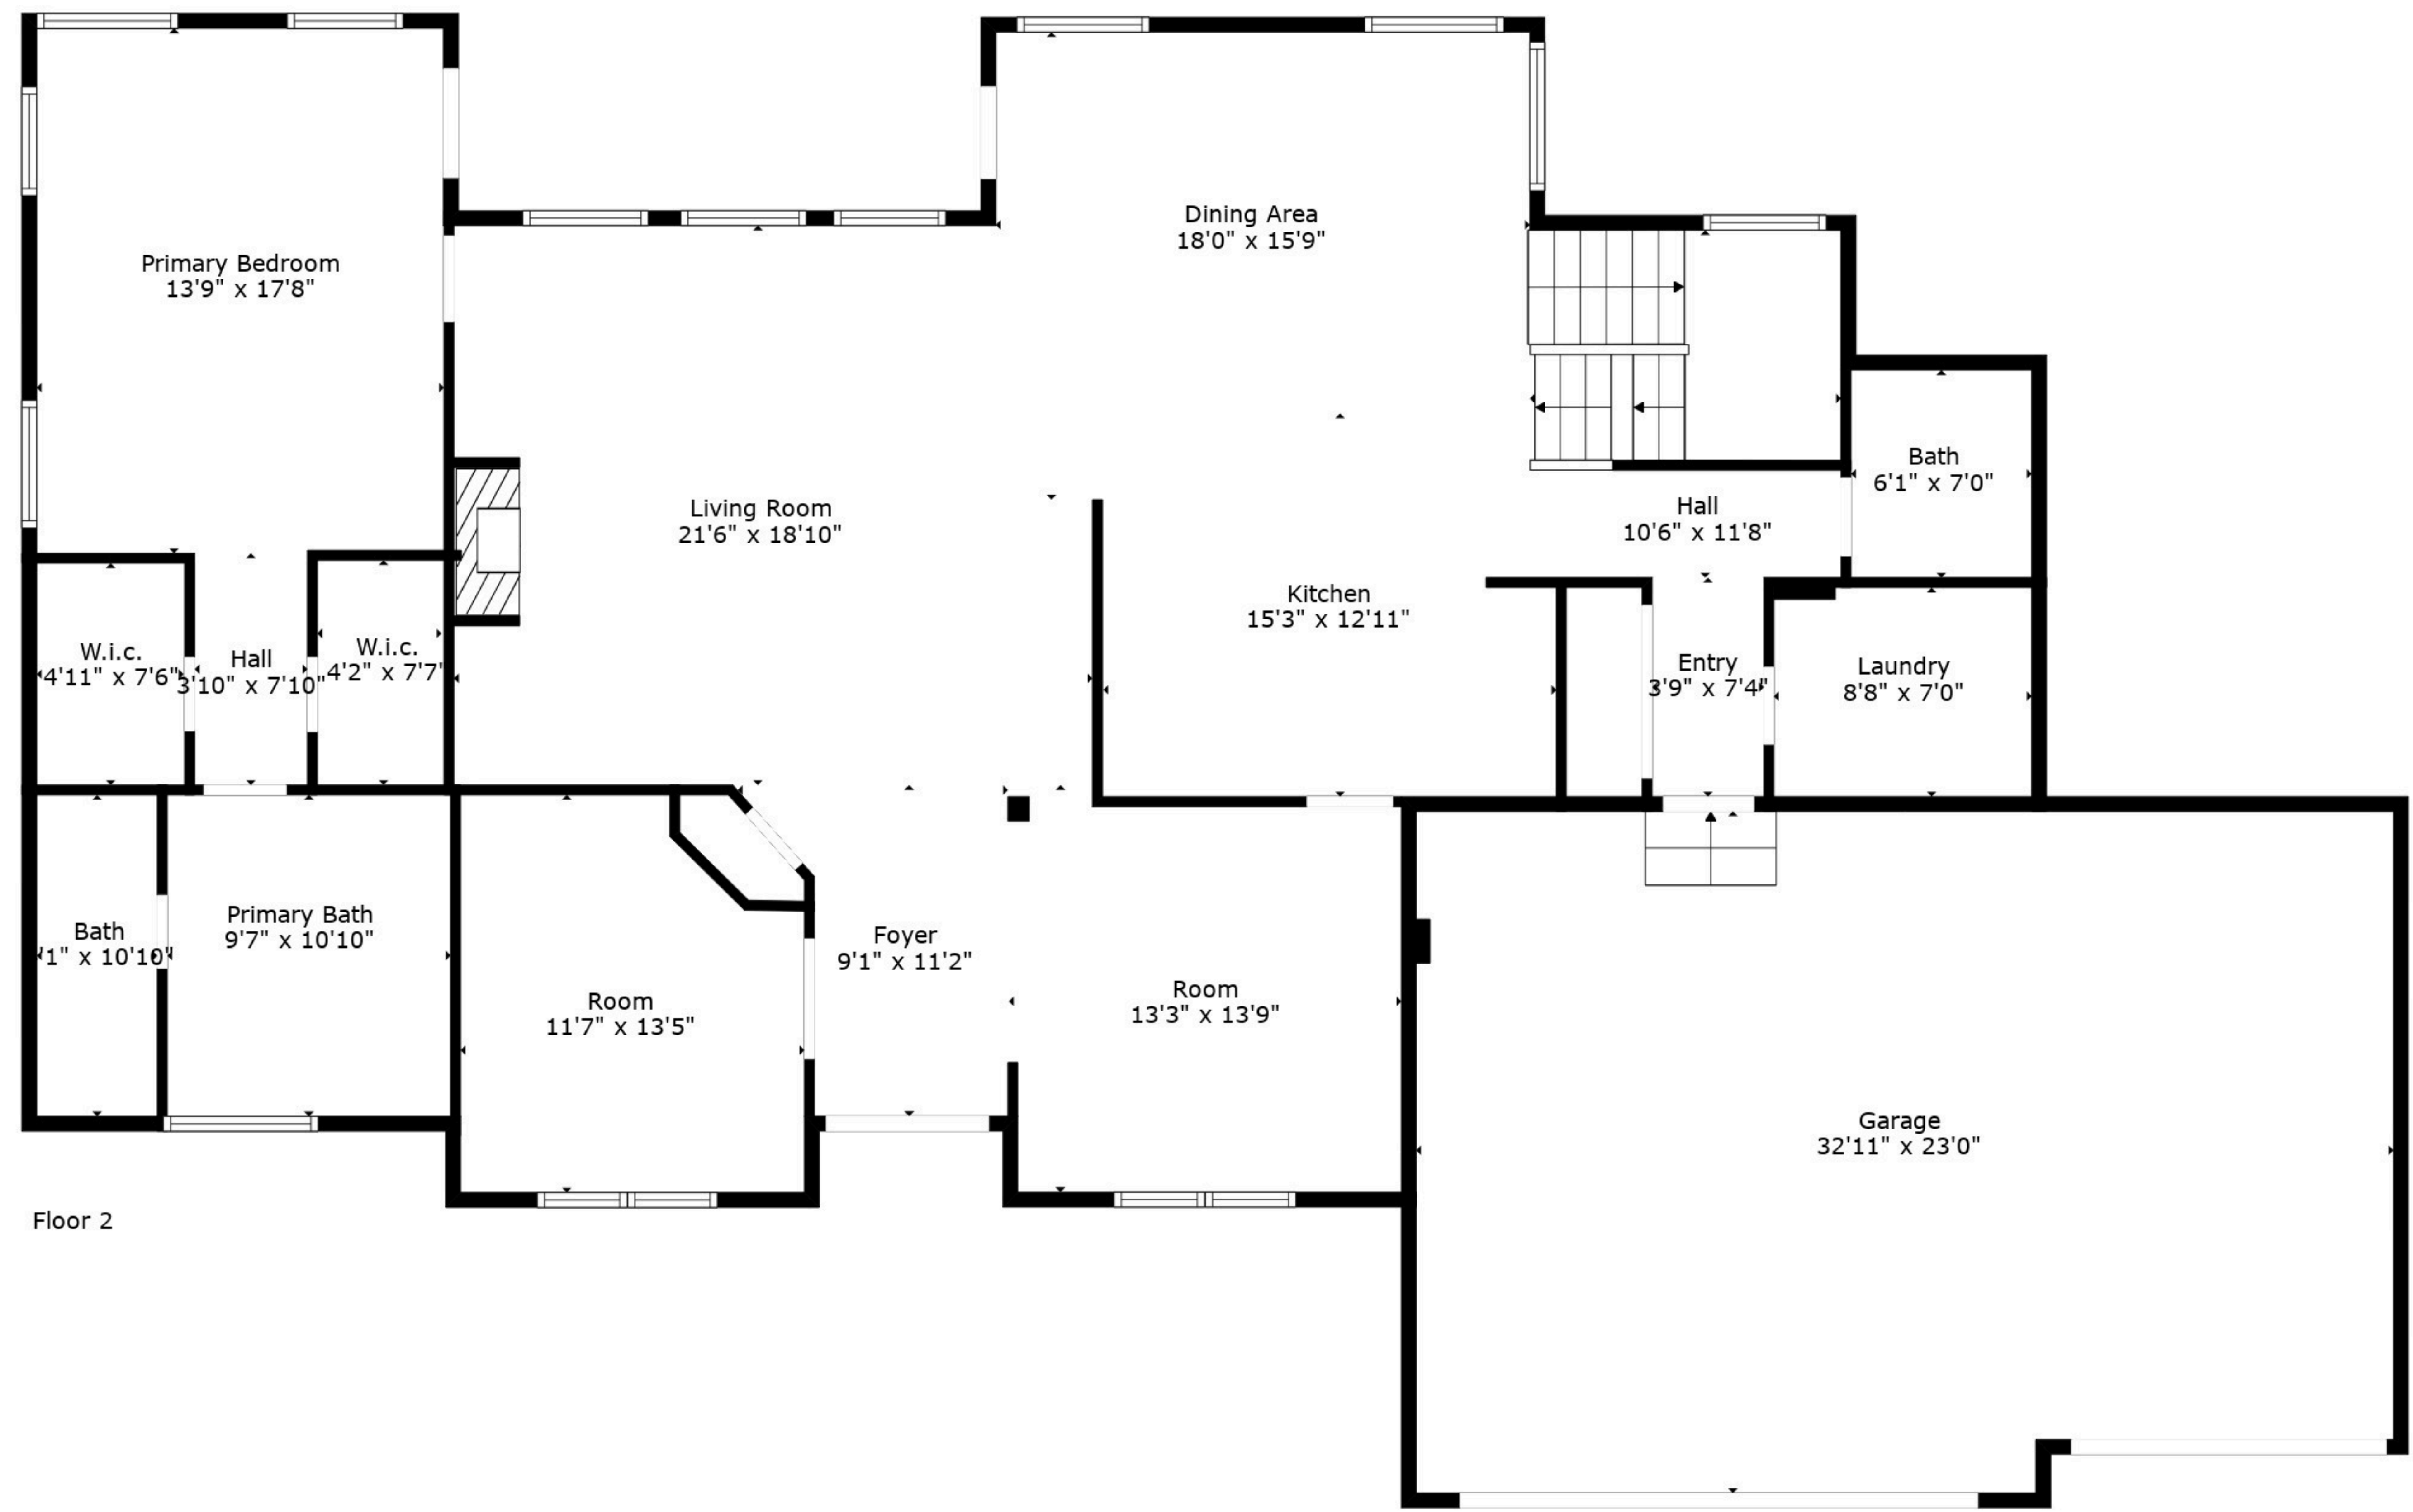 Dining Area
18'0" x 15'9"
Primary Bedroom
13'9" x 17'8"
Bath
6'1" x 7'0"
Living Room
21'6" x 18'10"
Hall
10'6" x 11'8"
Kitchen
15'3" x 12'11"
W.i.c.
4'11" x 7'6"
Hall
3'10" x 7'10"
W.i.c.
4'2" x 7'7'
Entry
3'9" x 7'4"
Laundry
8'8" x 7'0"
Bath
'1" x 10'10"
Primary Bath
9'7" x 10'10"
Foyer
9'1" x 11'2"
Room
11'7" x 13'5"
Room
13'3" x 13'9"
Garage
32'11" x 23'0"
Floor 2